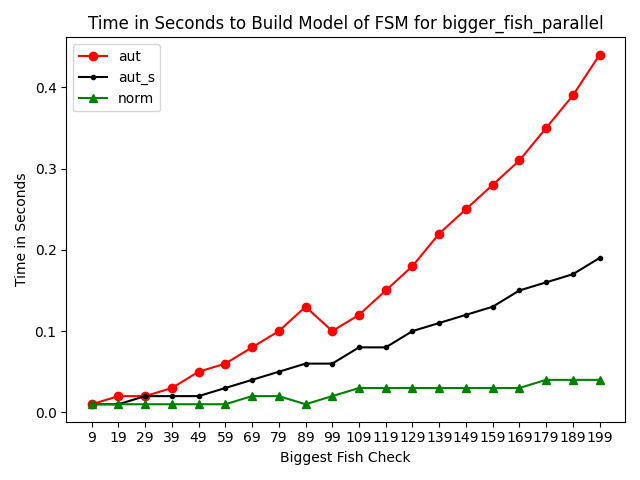 Time in Seconds to Build Model of FSM for bigger_fish_parallel
aut
aut_s
norm
Time in Seconds
0.4
0.3
0.2
0.1
0.0
9 19 29 39 49 59 69 79 89 99 109 119 129 139 149 159 169 179 189 199
Biggest Fish Check